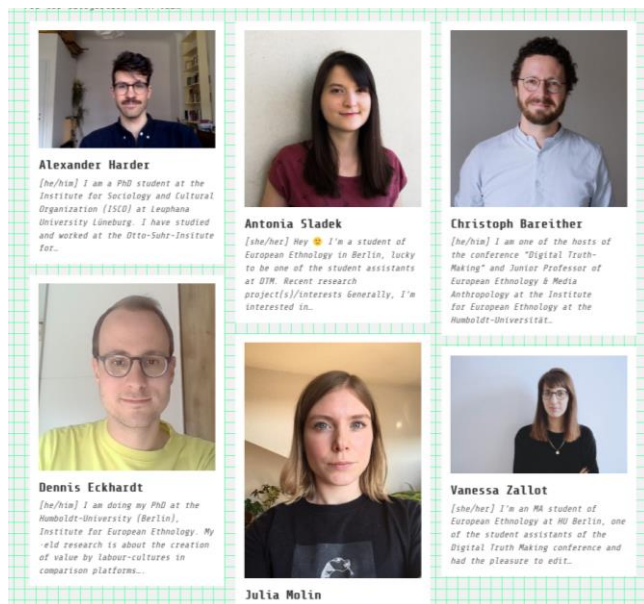 Alexander Harder
[he/him] I am a PhD student at the
Institute for Sociology and Cultural
Organization (ISCO) at Leuphana
University Lüneburg. I have studied
and worked at the Otto-Suhr-Insitute
for…
Dennis Eckhardt
[he/him] I am doing my PhD at the
Humboldt-University (Berlin),
Institute for European Ethnology. My
eld research is about the creation
of value by labour-cultures in
comparison platforms….
Antonia Sladek
[she/her] Hey 🙂 I'm a student of
European Ethnology in Berlin, lucky
to be one of the student assistants
at DTM. Recent research
project(s)/interests Generally, I'm
interested in…
Julia Molin
Christoph Bareither
[he/him] I am one of the hosts of
the conference "Digital Truth-
Making" and Junior Professor of
European Ethnology & Media
Anthropology at the Institute
for European Ethnology at the
Humboldt-Universität…
Vanessa Zallot
[she/her] I'm an MA student of
European Ethnology at HU Berlin, one
of the student assistants of the
Digital Truth Making conference and
had the pleasure to edit…